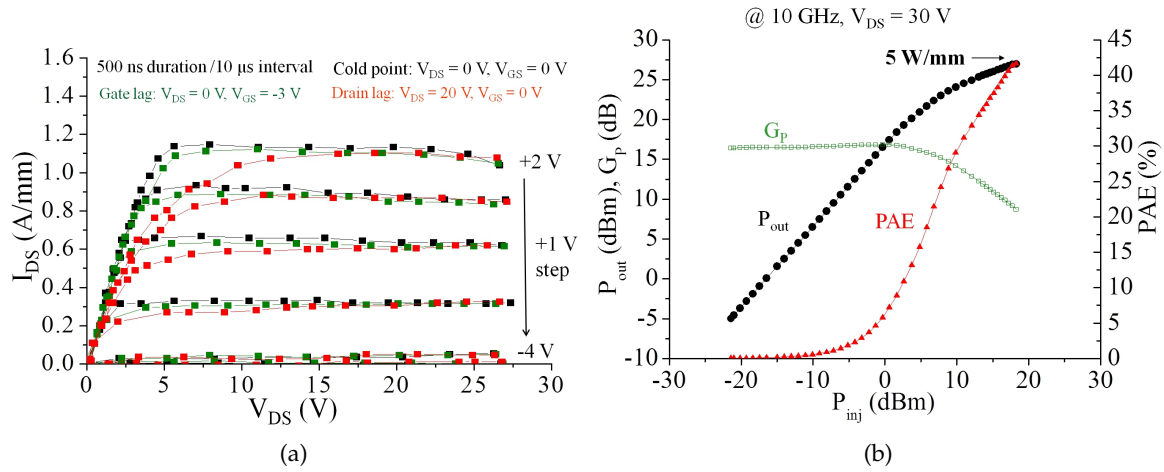 500 ns duration /10 µs interval
Cold point: V_DS = 0 V, V_GS = 0 V
Gate lag: V_DS = 0 V, V_GS = -3 V
Drain lag: V_DS = 20 V, V_GS = 0 V
1.6
1.4
1.2
1.0
0.8
0.6
0.4
0.2
0.0
I_DS (A/mm)
+2 V
+1 V
step
-4 V
0
5
10
15
20
25
30
V_DS (V)
(a)
@ 10 GHz, V_DS = 30 V
5 W/mm
G_P
P_out
PAE
30
25
20
15
10
5
0
-5
-10
P_out (dBm), G_P (dB)
45
40
35
30
25
20
15
10
5
0
PAE (%)
-30
-20
-10
0
10
20
30
P_inj (dBm)
(b)